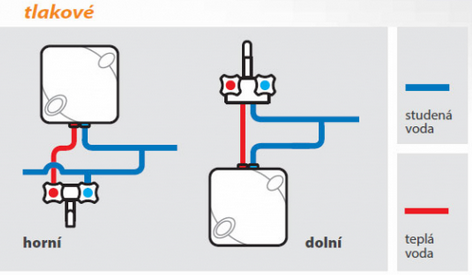 tlakové
horní
dolní
studená
voda
teplá
voda